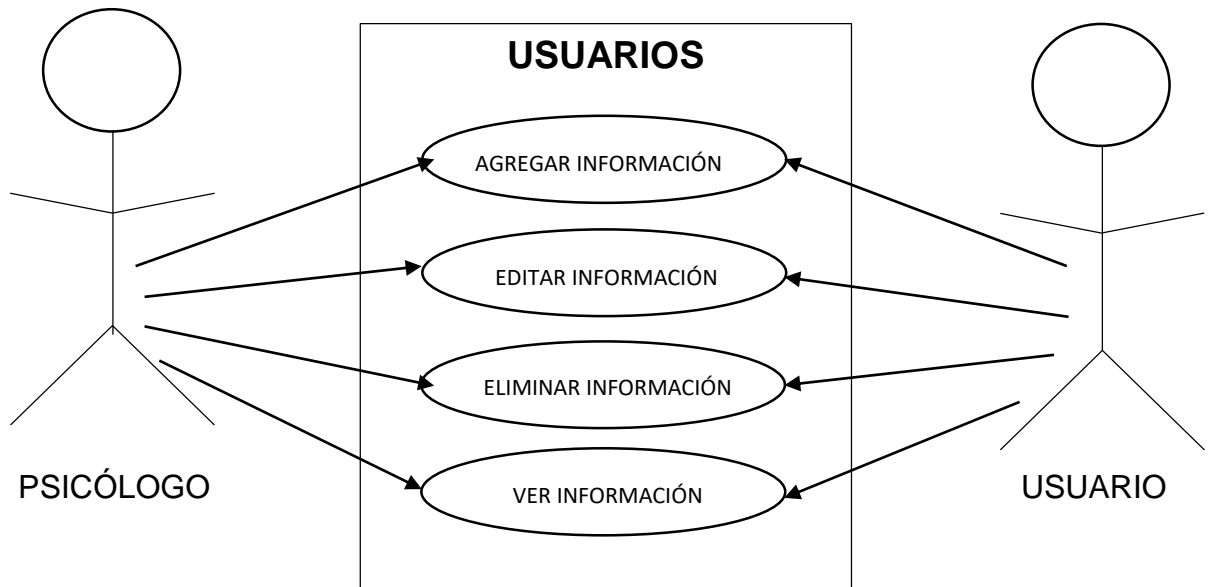 USUARIOS
AGREGAR INFORMACIÓN
EDITAR INFORMACIÓN
ELIMINAR INFORMACIÓN
VER INFORMACIÓN
PSICÓLOGO
USUARIO